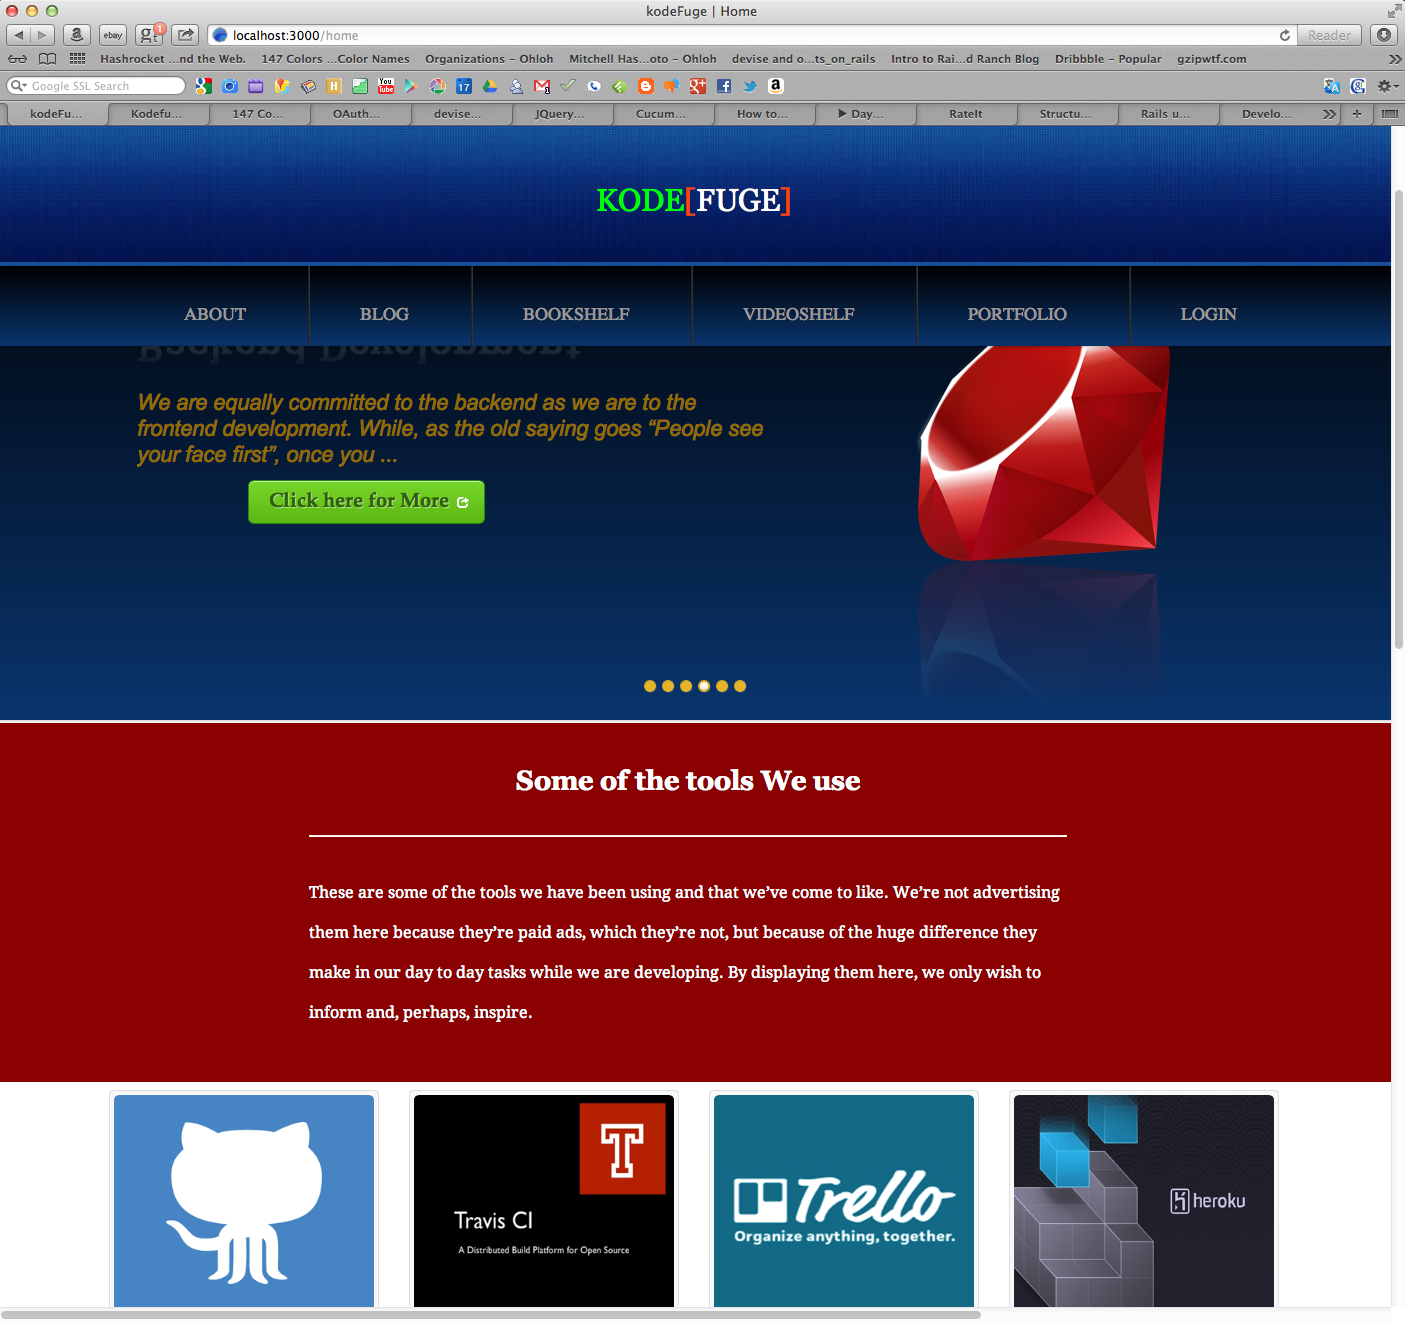 kodeFuge | Home
ebay
g+ 1
localhost:3000/home
Reader
Hashrocket ...nd the Web.
147 Colors ...Color Names
Organizations – Ohloh
Mitchell Has...oto – Ohloh
devise and o...ts_on_rails
Intro to Rai...d Ranch Blog
Dribbble – Popular
gzipwtf.com
Google SSL Search
kodeFu...
Kodefu...
147 Co...
OAuth...
devise...
JQuery...
Cucum...
How to...
▶ Day...
RateIt
Structu...
Rails u...
Develo...
KODE[FUGE]
ABOUT
BLOG
BOOKSHELF
VIDEOSHELF
PORTFOLIO
LOGIN
Backend Development
We are equally committed to the backend as we are to the
frontend development. While, as the old saying goes “People see
your face first”, once you ...
Click here for More
Some of the tools We use
These are some of the tools we have been using and that we’ve come to like. We’re not advertising
them here because they’re paid ads, which they’re not, but because of the huge difference they
make in our day to day tasks while we are developing. By displaying them here, we only wish to
inform and, perhaps, inspire.
T
Travis CI
A Distributed Build Platform for Open Source
Trello
Organize anything, together.
heroku